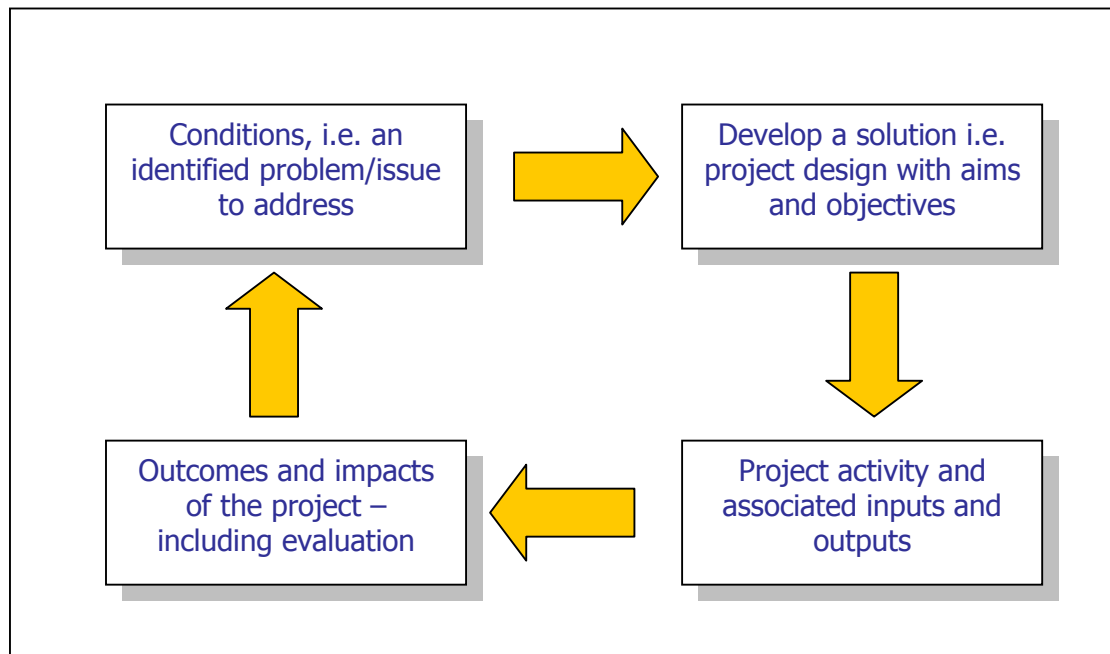 Conditions, i.e. an
identified problem/issue
to address
Develop a solution i.e.
project design with aims
and objectives
Outcomes and impacts
of the project –
including evaluation
Project activity and
associated inputs and
outputs